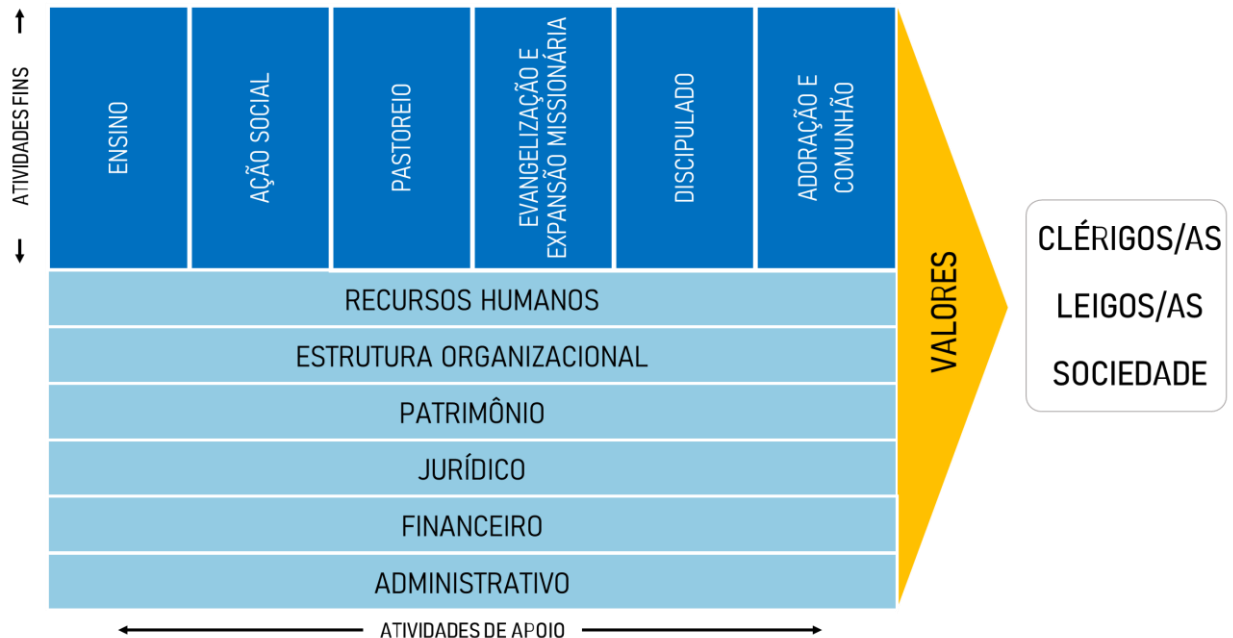 ATIVIDADES FINS
ENSINO
AÇÃO SOCIAL
PASTOREIO
EVANGELIZAÇÃO E
EXPANSÃO MISSIONÁRIA
DISCIPULADO
ADORAÇÃO E
COMUNHÃO
RECURSOS HUMANOS
ESTRUTURA ORGANIZACIONAL
PATRIMÔNIO
JURÍDICO
FINANCEIRO
ADMINISTRATIVO
ATIVIDADES DE APOIO
VALORES
CLÉRIGOS/AS
LEIGOS/AS
SOCIEDADE